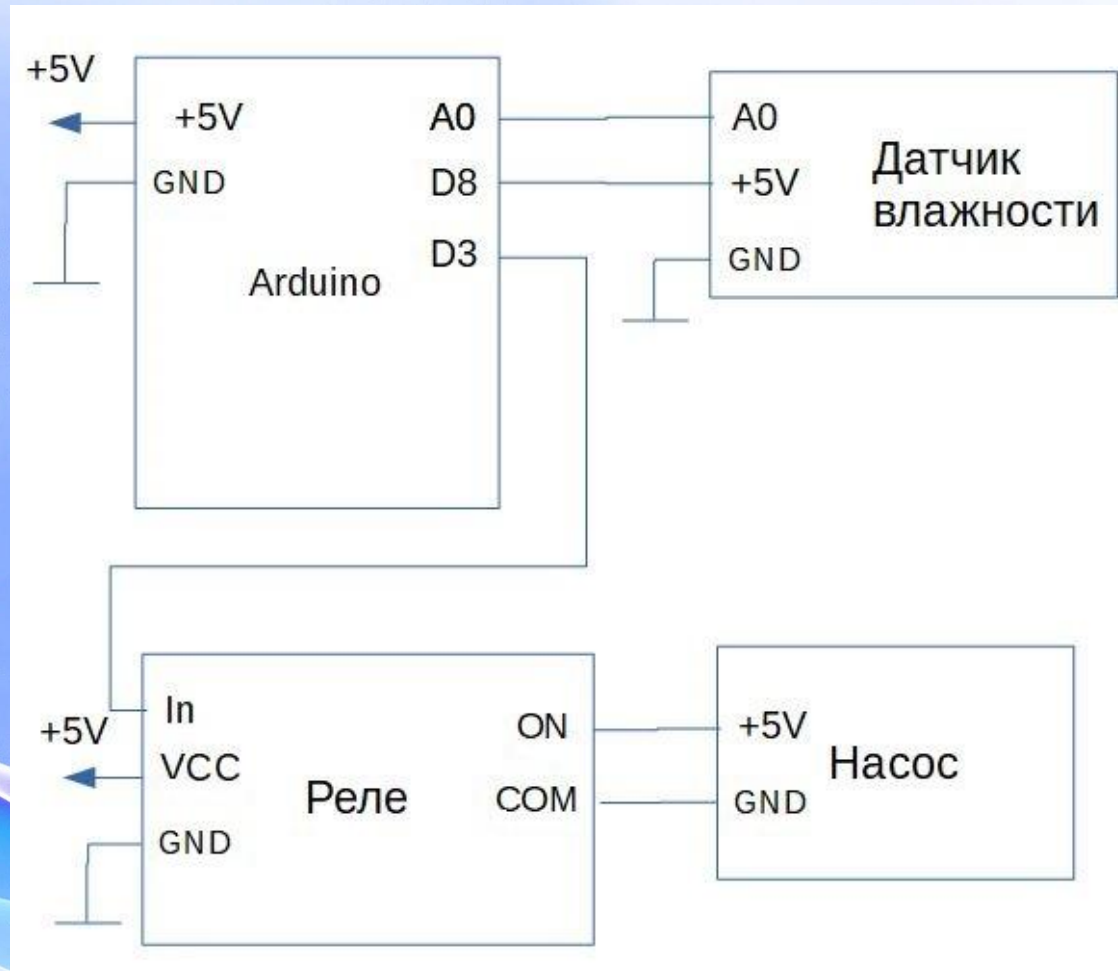 +5V
+5V
GND
Arduino
A0
D8
D3
A0
+5V
GND
Датчик
влажности
+5V
In
VCC
GND
Реле
ON
COM
+5V
GND
Насос